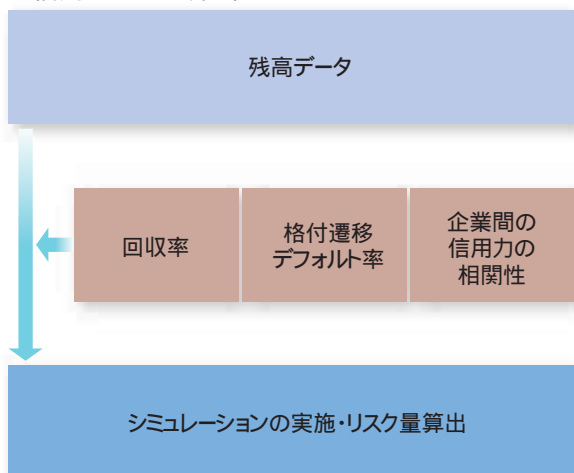 残高データ
回収率
格付遷移
デフォルト率
企業間の
信用力の
相関性
シミュレーションの実施・リスク量算出